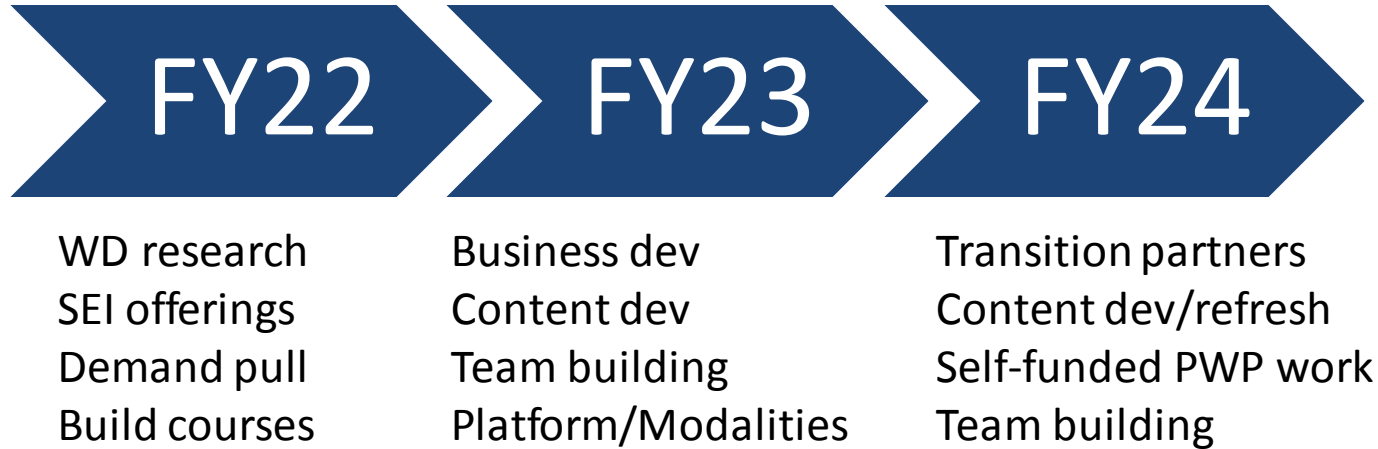 FY22
WD research
SEI offerings
Demand pull
Build courses
FY23
Business dev
Content dev
Team building
Platform/Modalities
FY24
Transition partners
Content dev/refresh
Self-funded PWP work
Team building